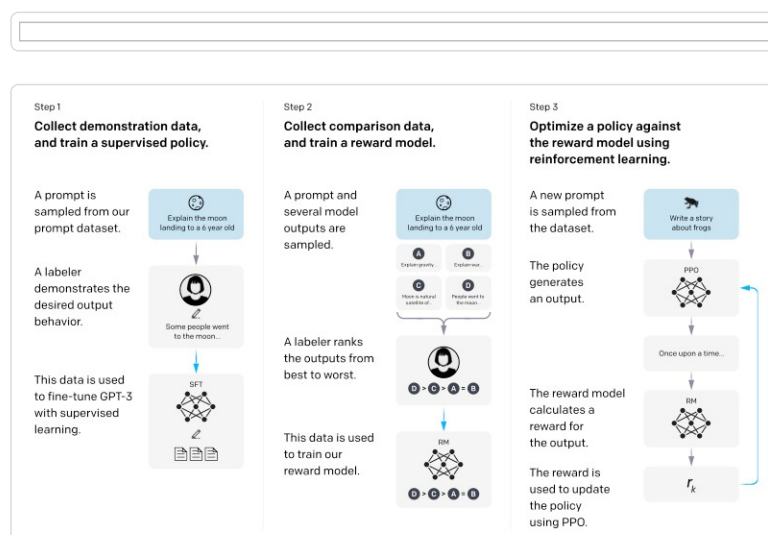 Step 1
Collect demonstration data,
and train a supervised policy.
A prompt is
sampled from our
prompt dataset.
Explain the moon
landing to a 6 year old
A labeler
demonstrates the
desired output
behavior.
Some people went
to the moon...
This data is used
to fine-tune GPT-3
with supervised
learning.
SFT
Step 2
Collect comparison data,
and train a reward model.
A prompt and
several model
outputs are
sampled.
Explain the moon
landing to a 6 year old
A
Explain gravity...
B
Explain war...
C
Moon is natural
satellite of...
D
People went to
the moon...
A labeler ranks
the outputs from
best to worst.
D > C > A = B
This data is used
to train our
reward model.
RM
D > C > A = B
Step 3
Optimize a policy against
the reward model using
reinforcement learning.
A new prompt
is sampled from
the dataset.
Write a story
about frogs
The policy
generates
an output.
PPO
Once upon a time...
The reward model
calculates a
reward for
the output.
RM
The reward is
used to update
the policy
using PPO.
rₖ